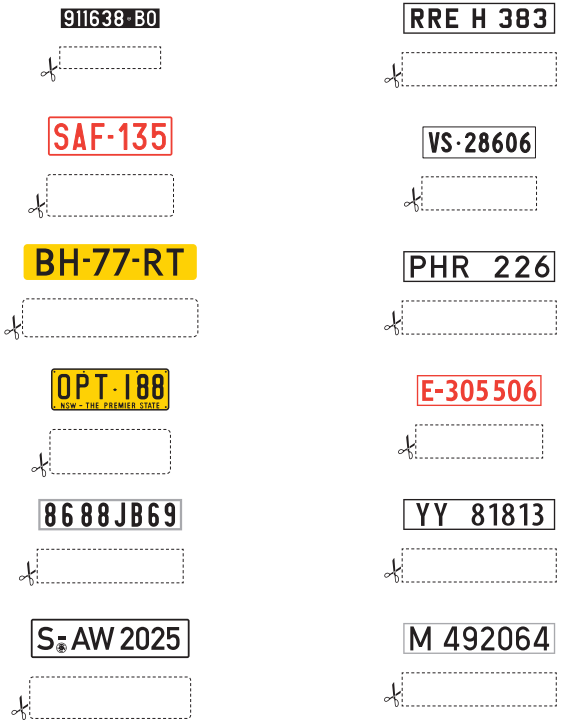 911638·BO
RRE H 383
SAF-135
VS·28606
BH-77-RT
PHR 226
OPT·188
NSW - THE PREMIER STATE
E-305506
8688JB69
YY 81813
S-AW 2025
M 492064